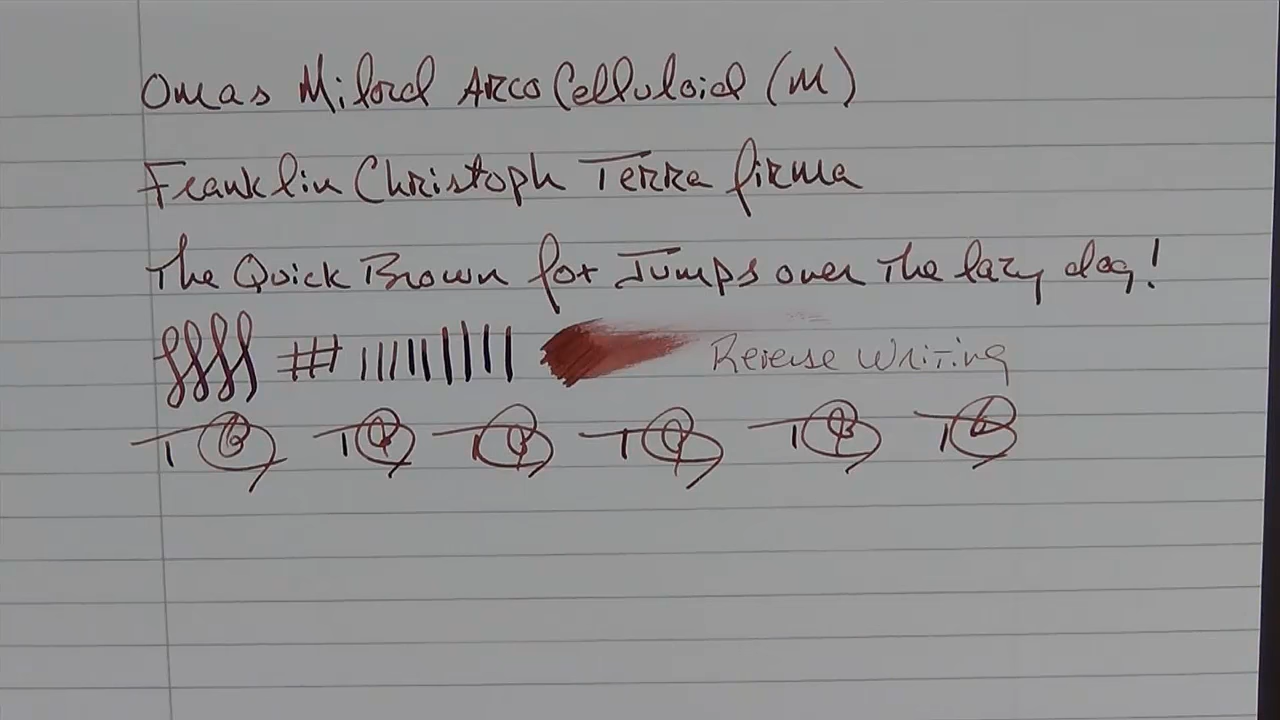 Omas Milord Arco Celluloid (M)
Franklin Christoph Terra firma
The Quick Brown fox Jumps over The lazy dog!
Reverse Writing